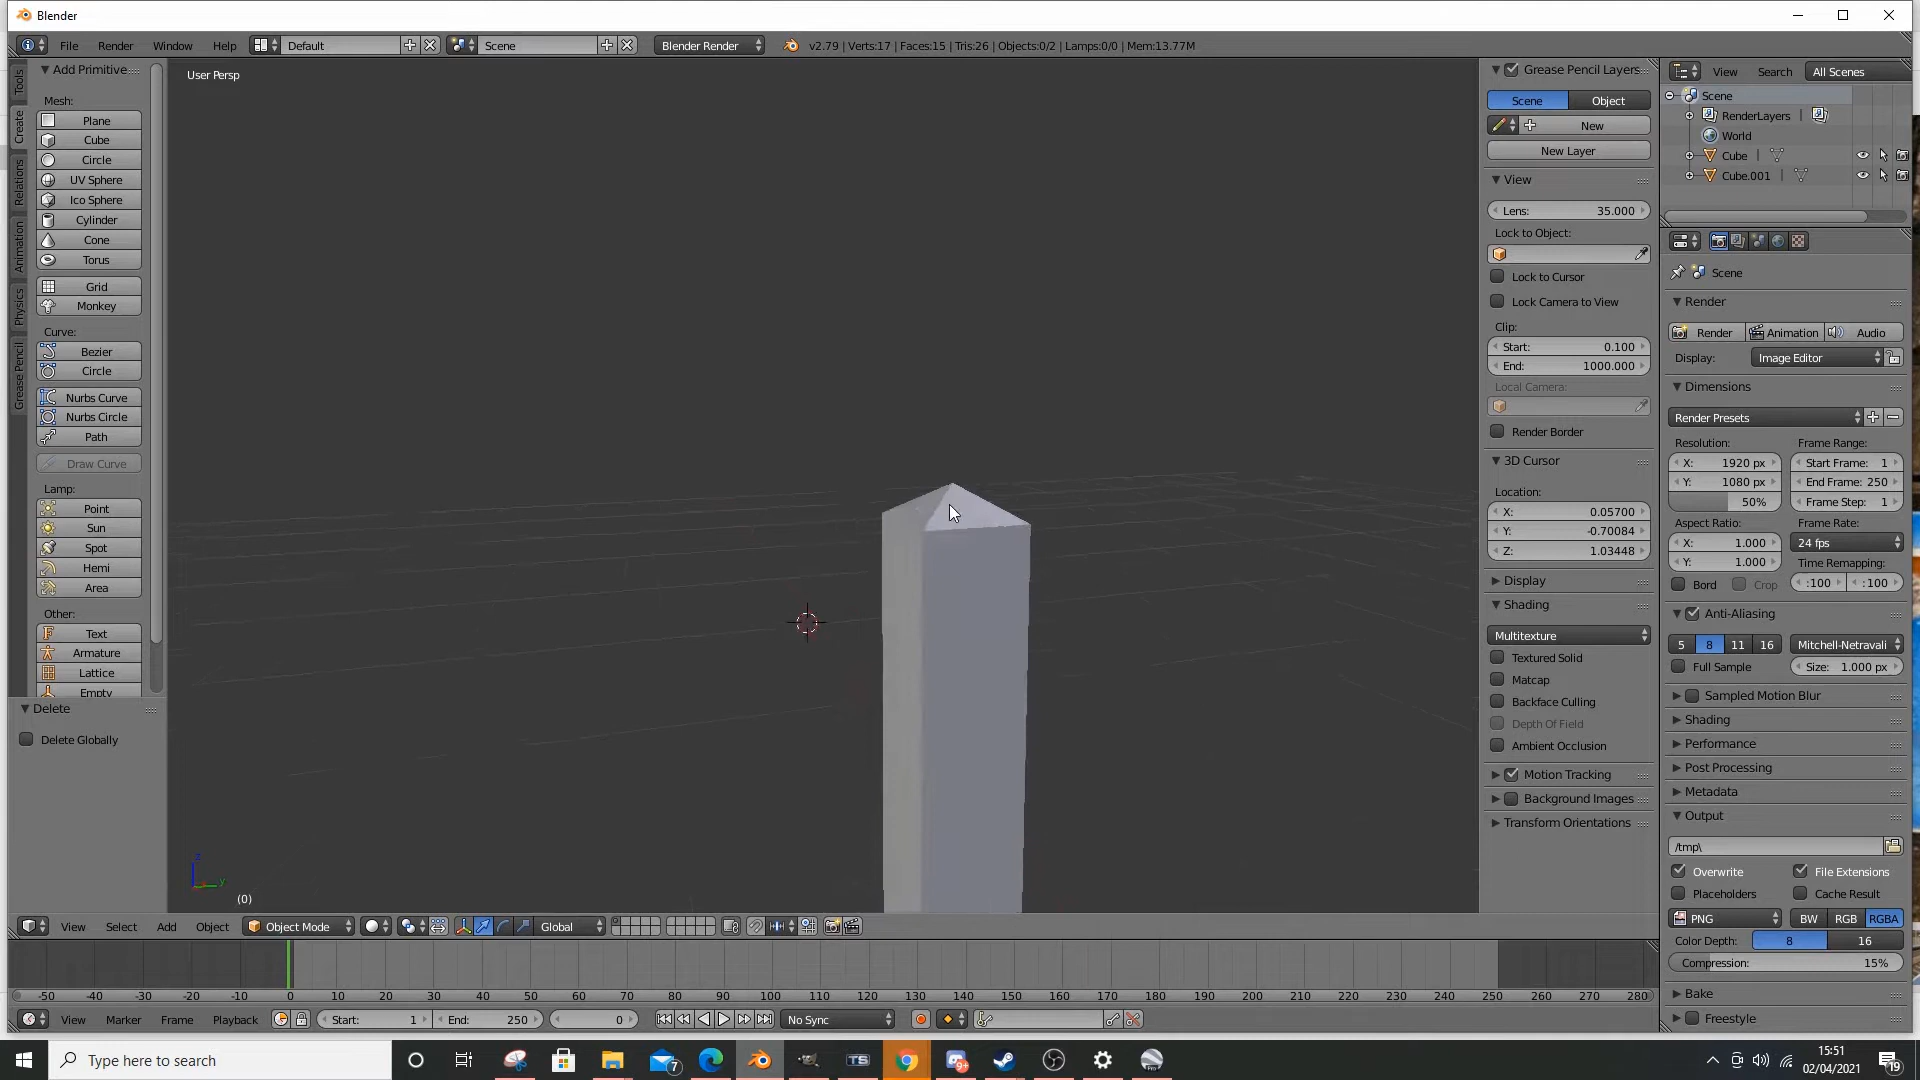 Blender
File Render Window Help Default Scene Blender Render v2.79 | Verts:17 | Faces:15 | Tris:26 | Objects:0/2 | Lamps:0/0 | Mem:13.77M
Tools
Create
Relations
Animation
Physics
Grease Pencil
Add Primitive
Mesh:
Plane
Cube
Circle
UV Sphere
Ico Sphere
Cylinder
Cone
Torus
Grid
Monkey
Curve:
Bezier
Circle
Nurbs Curve
Nurbs Circle
Path
Draw Curve
Lamp:
Point
Sun
Spot
Hemi
Area
Other:
Text
Armature
Lattice
Empty
Delete
Delete Globally
User Persp
z
y
(0)
Grease Pencil Layers
Scene Object
New
New Layer
View
Lens: 35.000
Lock to Object:
Lock to Cursor
Lock Camera to View
Clip:
Start: 0.100
End: 1000.000
Local Camera:
Render Border
3D Cursor
Location:
X: 0.05700
Y: -0.70084
Z: 1.03448
Display
Shading
Multitexture
Textured Solid
Matcap
Backface Culling
Depth Of Field
Ambient Occlusion
Motion Tracking
Background Images
Transform Orientations
View Search All Scenes
Scene
RenderLayers
World
Cube
Cube.001
Scene
Render
Render Animation Audio
Display: Image Editor
Dimensions
Render Presets
Resolution: Frame Range:
X: 1920 px Start Frame: 1
Y: 1080 px End Frame: 250
50% Frame Step: 1
Aspect Ratio: Frame Rate:
X: 1.000 24 fps
Y: 1.000 Time Remapping:
Bord Crop :100 :100
Anti-Aliasing
5 8 11 16 Mitchell-Netravali
Full Sample Size: 1.000 px
Sampled Motion Blur
Shading
Performance
Post Processing
Metadata
Output
/tmp\
Overwrite File Extensions
Placeholders Cache Result
PNG BW RGB RGBA
Color Depth: 8 16
Compression: 15%
Bake
Freestyle
View Select Add Object Object Mode Global
-50 -40 -30 -20 -10 0 10 20 30 40 50 60 70 80 90 100 110 120 130 140 150 160 170 180 190 200 210 220 230 240 250 260 270 280
View Marker Frame Playback Start: 1 End: 250 0 No Sync
Type here to search
7
TS
9+
15:51
02/04/2021
19